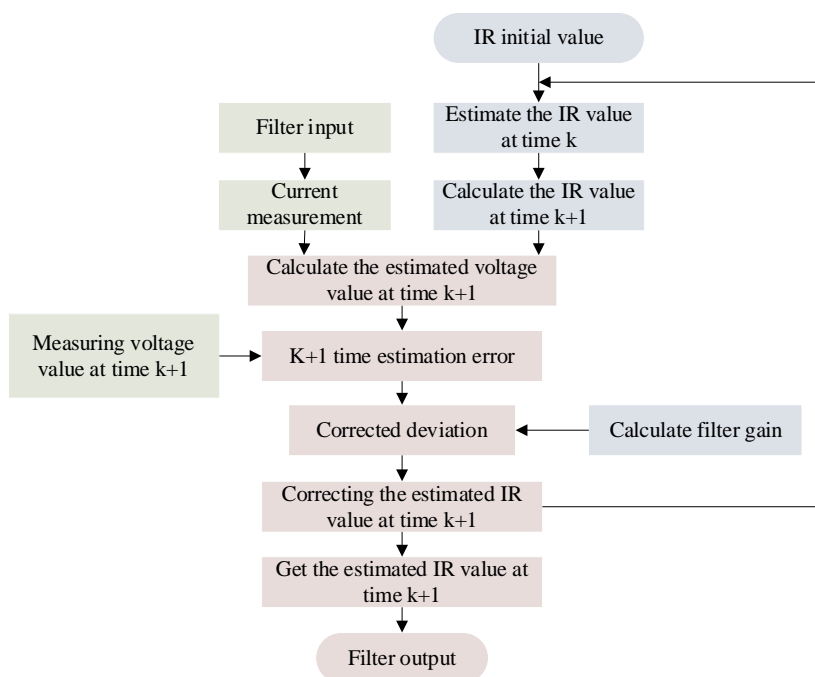 IR initial value
Filter input
Estimate the IR value
at time k
Current
measurement
Calculate the IR value
at time k+1
Calculate the estimated voltage
value at time k+1
Measuring voltage
value at time k+1
K+1 time estimation error
Corrected deviation
Calculate filter gain
Correcting the estimated IR
value at time k+1
Get the estimated IR value at
time k+1
Filter output